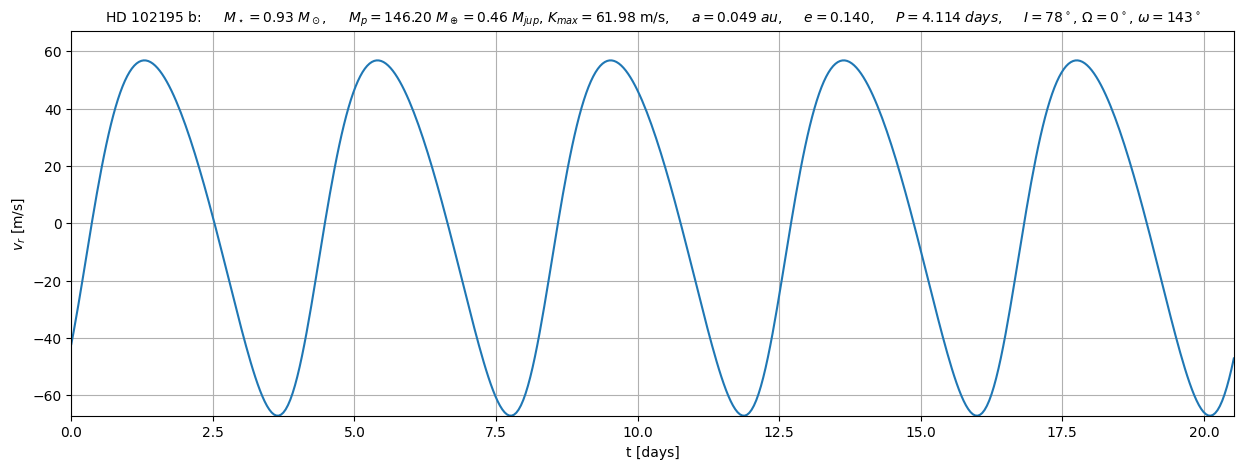 HD 102195 b: M⋆ = 0.93 M⊙, Mp = 146.20 M⊕ = 0.46 Mjup, Kmax = 61.98 m/s, a = 0.049 au, e = 0.140, P = 4.114 days, I = 78°, Ω = 0°, ω = 143°
60
40
20
0
−20
−40
−60
vr [m/s]
0.0 2.5 5.0 7.5 10.0 12.5 15.0 17.5 20.0
t [days]